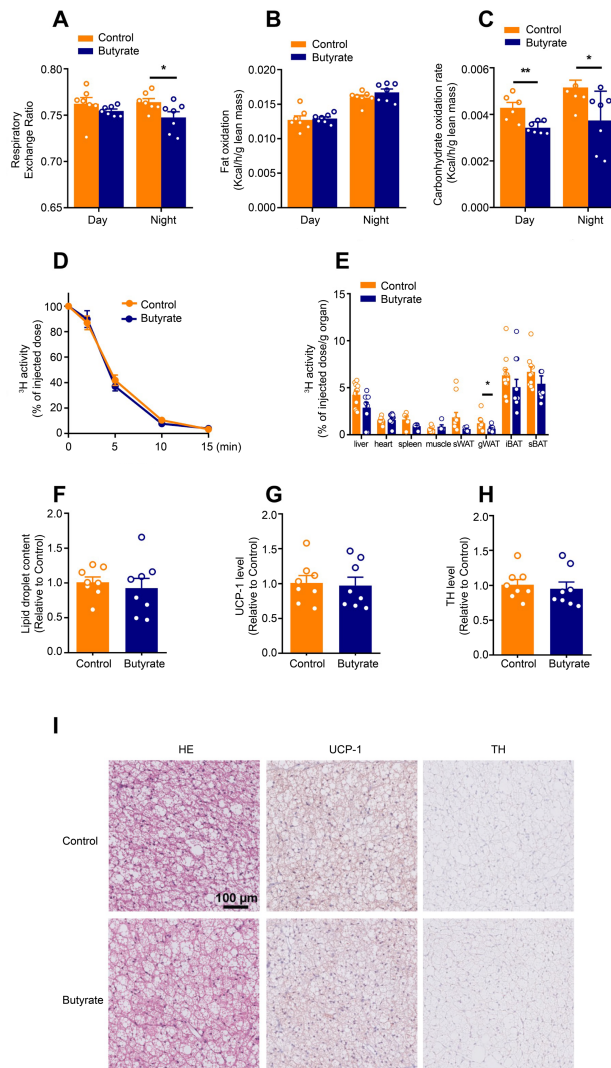 A
Control
Butyrate
*
Respiratory
Exchange Ratio
0.80
0.75
0.70
0.65
Day
Night
B
Control
Butyrate
Fat oxidation
(Kcal/h/g lean mass)
0.020
0.015
0.010
0.005
0.000
Day
Night
C
Control
Butyrate
**
*
Carbonhydrate oxidation rate
(Kcal/h/g lean mass)
0.006
0.004
0.002
0.000
Day
Night
D
Control
Butyrate
³H activity
(% of injected dose)
100
80
60
40
20
0
0
5
10
15 (min)
E
Control
Butyrate
³H activity
(% of injected dose/g organ)
15
10
5
0
*
liver
heart
spleen
muscle
sWAT
gWAT
iBAT
sBAT
F
Lipid droplet content
(Relative to Control)
2.0
1.5
1.0
0.5
0.0
Control
Butyrate
G
UCP-1 level
(Relative to Control)
2.0
1.5
1.0
0.5
0.0
Control
Butyrate
H
TH level
(Relative to Control)
2.0
1.5
1.0
0.5
0.0
Control
Butyrate
I
HE
UCP-1
TH
Control
100 µm
Butyrate